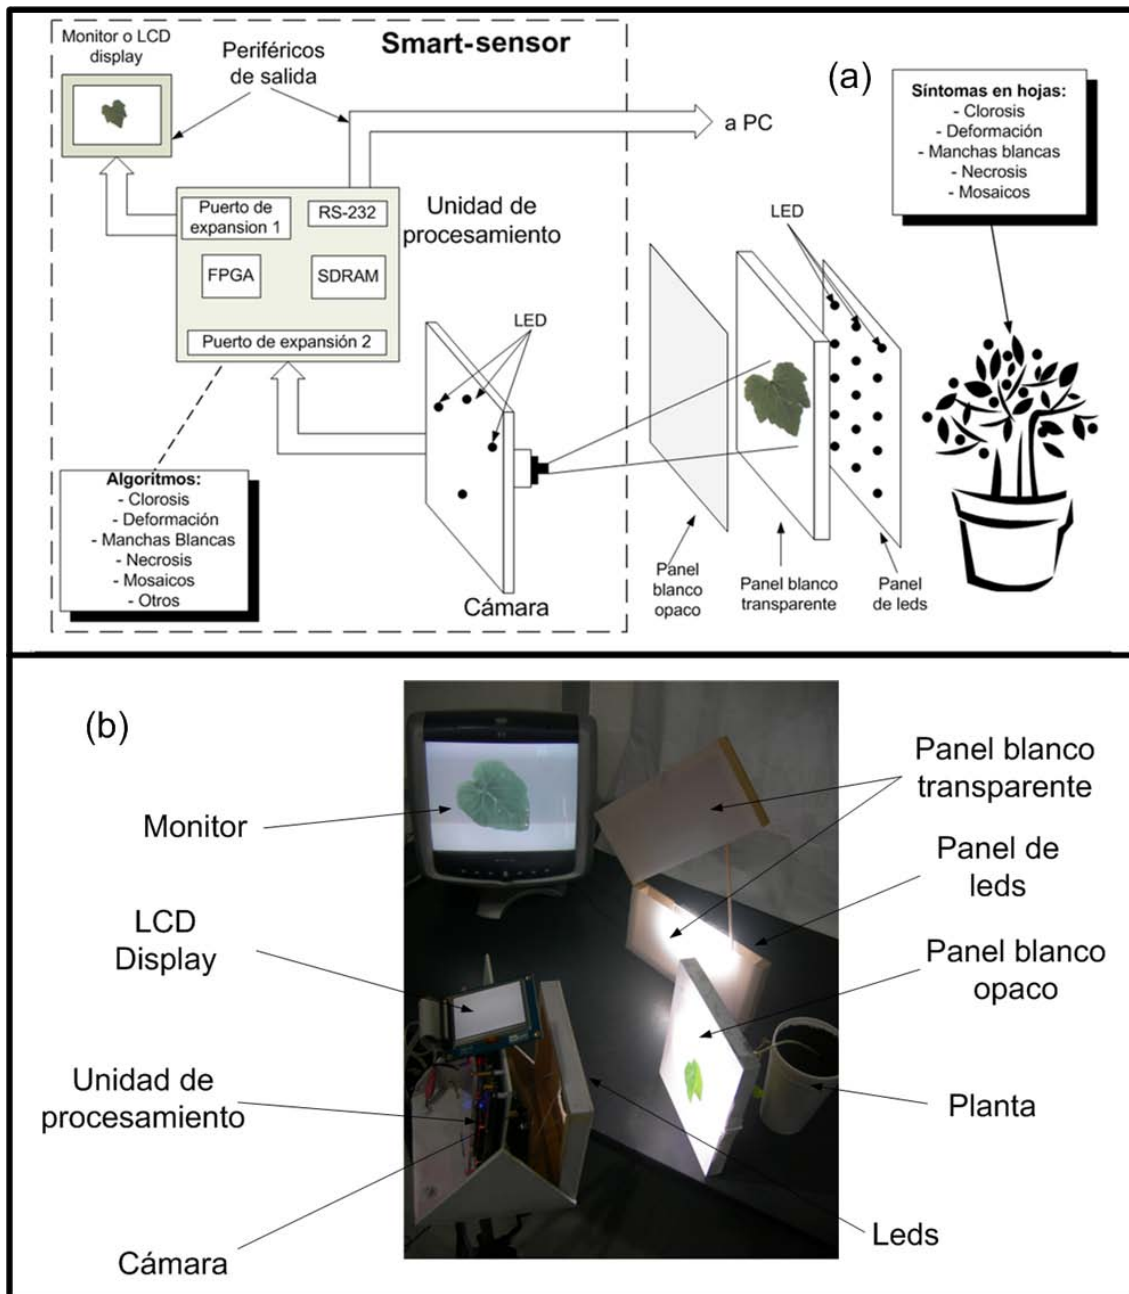 Smart-sensor
(a)
Monitor o LCD
display
Periféricos
de salida
a PC
Síntomas en hojas:
- Clorosis
- Deformación
- Manchas blancas
- Necrosis
- Mosaicos
Puerto de
expansion 1
RS-232
Unidad de
procesamiento
FPGA
SDRAM
Puerto de expansión 2
LED
LED
Algoritmos:
- Clorosis
- Deformación
- Manchas Blancas
- Necrosis
- Mosaicos
- Otros
Cámara
Panel
blanco
opaco
Panel blanco
transparente
Panel
de leds
(b)
Monitor
LCD
Display
Unidad de
procesamiento
Cámara
Panel blanco
transparente
Panel de
leds
Panel blanco
opaco
Planta
Leds